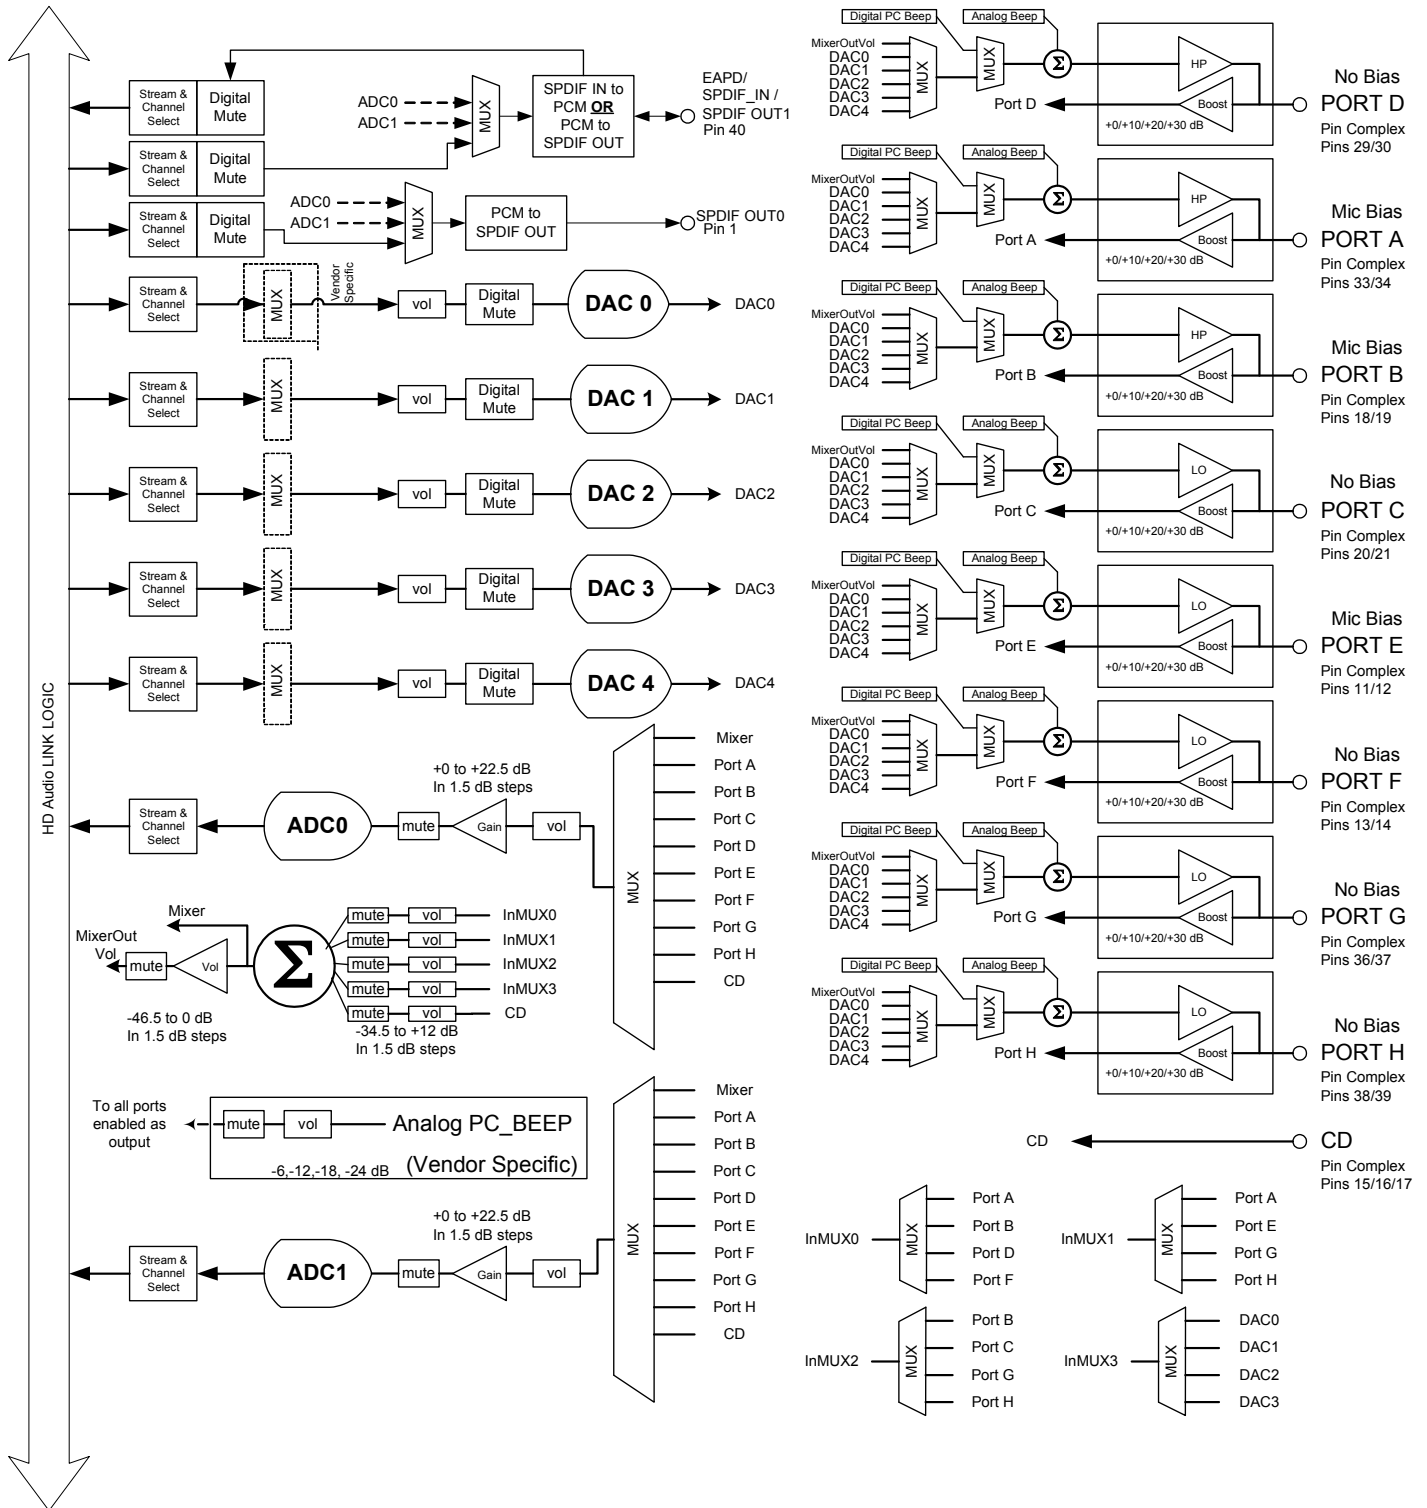 HD Audio LINK LOGIC
Stream &
Channel
Select
Digital
Mute
ADC0
ADC1
MUX
SPDIF IN to
PCM OR
PCM to
SPDIF OUT
EAPD/
SPDIF_IN /
SPDIF OUT1
Pin 40
Stream &
Channel
Select
Digital
Mute
Stream &
Channel
Select
Digital
Mute
ADC0
ADC1
MUX
PCM to
SPDIF OUT
SPDIF OUT0
Pin 1
Stream &
Channel
Select
MUX
Vendor
Specific
vol
Digital
Mute
DAC 0
DAC0
Stream &
Channel
Select
MUX
vol
Digital
Mute
DAC 1
DAC1
Stream &
Channel
Select
MUX
vol
Digital
Mute
DAC 2
DAC2
Stream &
Channel
Select
MUX
vol
Digital
Mute
DAC 3
DAC3
Stream &
Channel
Select
MUX
vol
Digital
Mute
DAC 4
DAC4
Stream &
Channel
Select
ADC0
mute
Gain
+0 to +22.5 dB
In 1.5 dB steps
vol
MUX
Mixer
Port A
Port B
Port C
Port D
Port E
Port F
Port G
Port H
CD
Mixer
MixerOut
Vol
mute
Vol
-46.5 to 0 dB
In 1.5 dB steps
Σ
mute vol InMUX0
mute vol InMUX1
mute vol InMUX2
mute vol InMUX3
mute vol CD
-34.5 to +12 dB
In 1.5 dB steps
To all ports
enabled as
output
mute
vol
Analog PC_BEEP
-6,-12,-18, -24 dB
(Vendor Specific)
Stream &
Channel
Select
ADC1
mute
Gain
+0 to +22.5 dB
In 1.5 dB steps
vol
MUX
Mixer
Port A
Port B
Port C
Port D
Port E
Port F
Port G
Port H
CD
Digital PC Beep
Analog Beep
MixerOutVol
DAC0
DAC1
DAC2
DAC3
DAC4
MUX
MUX
Σ
HP
Boost
Port D
+0/+10/+20/+30 dB
No Bias
PORT D
Pin Complex
Pins 29/30
Digital PC Beep
Analog Beep
MixerOutVol
DAC0
DAC1
DAC2
DAC3
DAC4
MUX
MUX
Σ
HP
Boost
Port A
+0/+10/+20/+30 dB
Mic Bias
PORT A
Pin Complex
Pins 33/34
Digital PC Beep
Analog Beep
MixerOutVol
DAC0
DAC1
DAC2
DAC3
DAC4
MUX
MUX
Σ
HP
Boost
Port B
+0/+10/+20/+30 dB
Mic Bias
PORT B
Pin Complex
Pins 18/19
Digital PC Beep
Analog Beep
MixerOutVol
DAC0
DAC1
DAC2
DAC3
DAC4
MUX
MUX
Σ
LO
Boost
Port C
+0/+10/+20/+30 dB
No Bias
PORT C
Pin Complex
Pins 20/21
Digital PC Beep
Analog Beep
MixerOutVol
DAC0
DAC1
DAC2
DAC3
DAC4
MUX
MUX
Σ
LO
Boost
Port E
+0/+10/+20/+30 dB
Mic Bias
PORT E
Pin Complex
Pins 11/12
Digital PC Beep
Analog Beep
MixerOutVol
DAC0
DAC1
DAC2
DAC3
DAC4
MUX
MUX
Σ
LO
Boost
Port F
+0/+10/+20/+30 dB
No Bias
PORT F
Pin Complex
Pins 13/14
Digital PC Beep
Analog Beep
MixerOutVol
DAC0
DAC1
DAC2
DAC3
DAC4
MUX
MUX
Σ
LO
Boost
Port G
+0/+10/+20/+30 dB
No Bias
PORT G
Pin Complex
Pins 36/37
Digital PC Beep
Analog Beep
MixerOutVol
DAC0
DAC1
DAC2
DAC3
DAC4
MUX
MUX
Σ
LO
Boost
Port H
+0/+10/+20/+30 dB
No Bias
PORT H
Pin Complex
Pins 38/39
CD
CD
Pin Complex
Pins 15/16/17
InMUX0
MUX
Port A
Port B
Port D
Port F
InMUX1
MUX
Port A
Port E
Port G
Port H
InMUX2
MUX
Port B
Port C
Port G
Port H
InMUX3
MUX
DAC0
DAC1
DAC2
DAC3